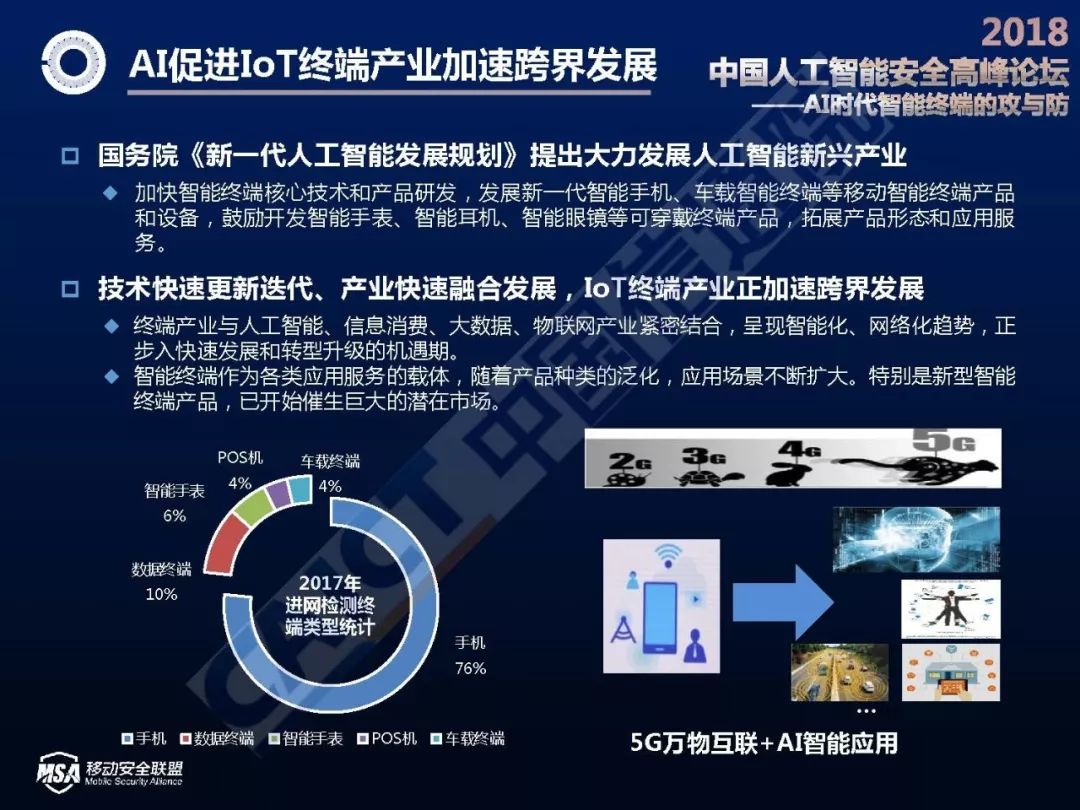 AI促进IoT终端产业加速跨界发展
2018
中国人工智能安全高峰论坛
——AI时代智能终端的攻与防
国务院《新一代人工智能发展规划》提出大力发展人工智能新兴产业
加快智能终端核心技术和产品研发，发展新一代智能手机、车载智能终端等移动智能终端产品
和设备，鼓励开发智能手表、智能耳机、智能眼镜等可穿戴终端产品，拓展产品形态和应用服
务。
技术快速更新迭代、产业快速融合发展，IoT终端产业正加速跨界发展
终端产业与人工智能、信息消费、大数据、物联网产业紧密结合，呈现智能化、网络化趋势，正
步入快速发展和转型升级的机遇期。
智能终端作为各类应用服务的载体，随着产品种类的泛化，应用场景不断扩大。特别是新型智能
终端产品，已开始催生巨大的潜在市场。
POS机
4%
车载终端
4%
智能手表
6%
数据终端
10%
2017年
进网检测终
端类型统计
手机
76%
手机 数据终端 智能手表 POS机 车载终端
2G 3G 4G 5G
...
5G万物互联+AI智能应用
MSA 移动安全联盟
Mobile Security Alliance
CAICT 中国信通院